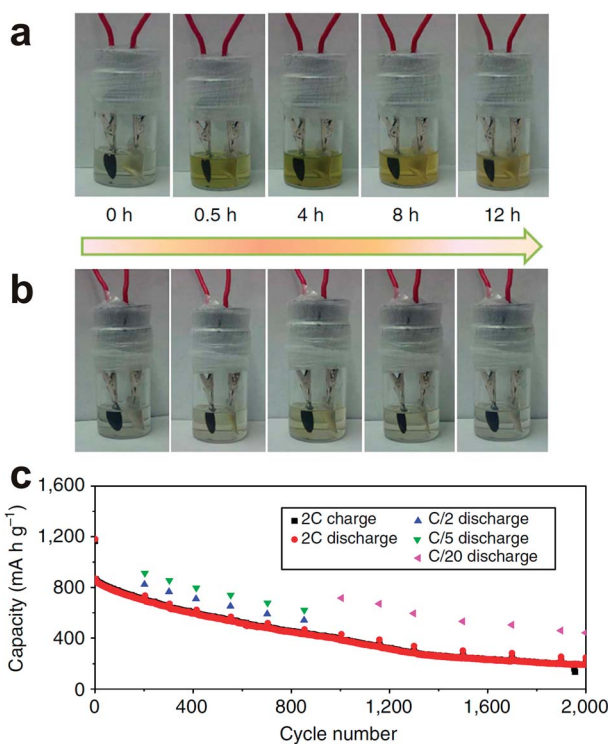 a
0 h 0.5 h 4 h 8 h 12 h
b
c
1,600
1,200
800
400
0
Capacity (mA h g⁻¹)
2C charge
2C discharge
C/2 discharge
C/5 discharge
C/20 discharge
0 400 800 1,200 1,600 2,000
Cycle number